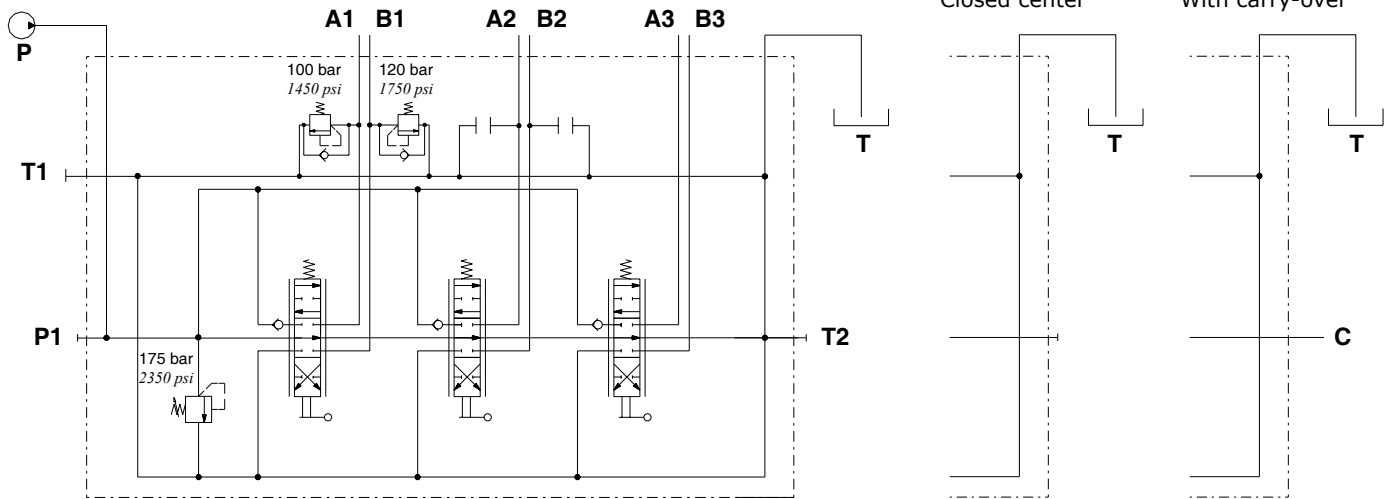 P
A1 B1 A2 B2 A3 B3
Closed center
With carry-over
100 bar
1450 psi
120 bar
1750 psi
T
T
T
T1
P1
T2
C
175 bar
2350 psi